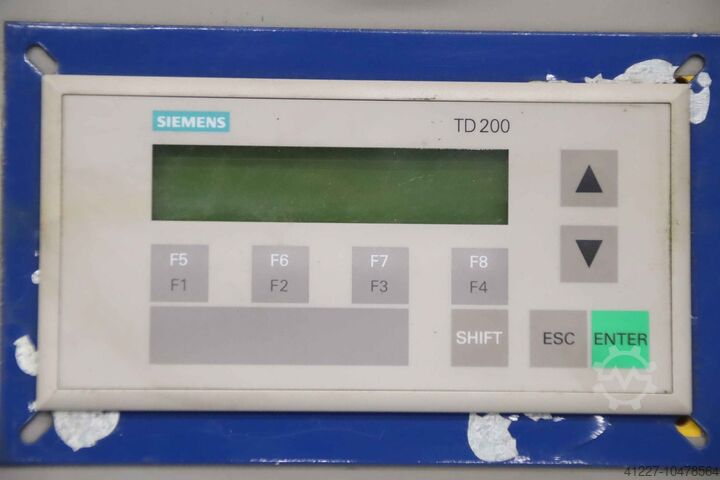 SIEMENS
TD 200
F5 F6 F7 F8
F1 F2 F3 F4
SHIFT ESC ENTER
41227-10478564